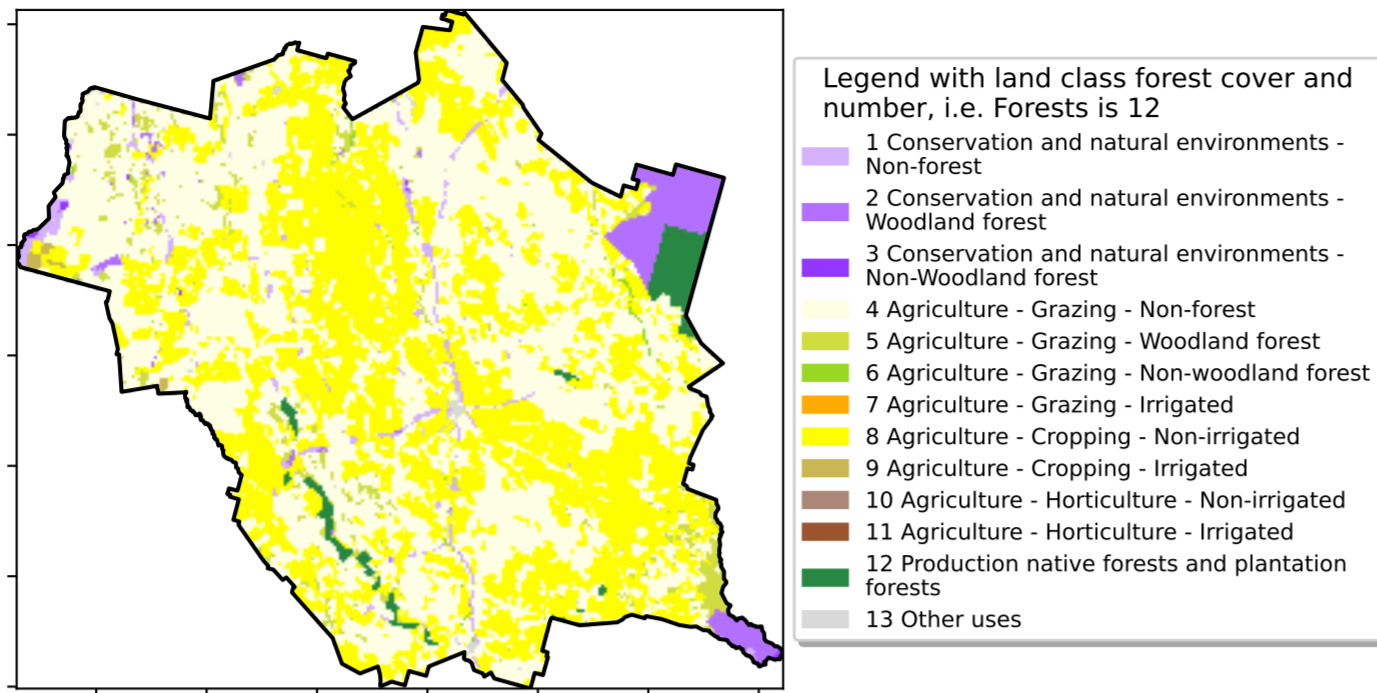 Legend with land class forest cover and
number, i.e. Forests is 12
1 Conservation and natural environments -
Non-forest
2 Conservation and natural environments -
Woodland forest
3 Conservation and natural environments -
Non-Woodland forest
4 Agriculture - Grazing - Non-forest
5 Agriculture - Grazing - Woodland forest
6 Agriculture - Grazing - Non-woodland forest
7 Agriculture - Grazing - Irrigated
8 Agriculture - Cropping - Non-irrigated
9 Agriculture - Cropping - Irrigated
10 Agriculture - Horticulture - Non-irrigated
11 Agriculture - Horticulture - Irrigated
12 Production native forests and plantation
forests
13 Other uses